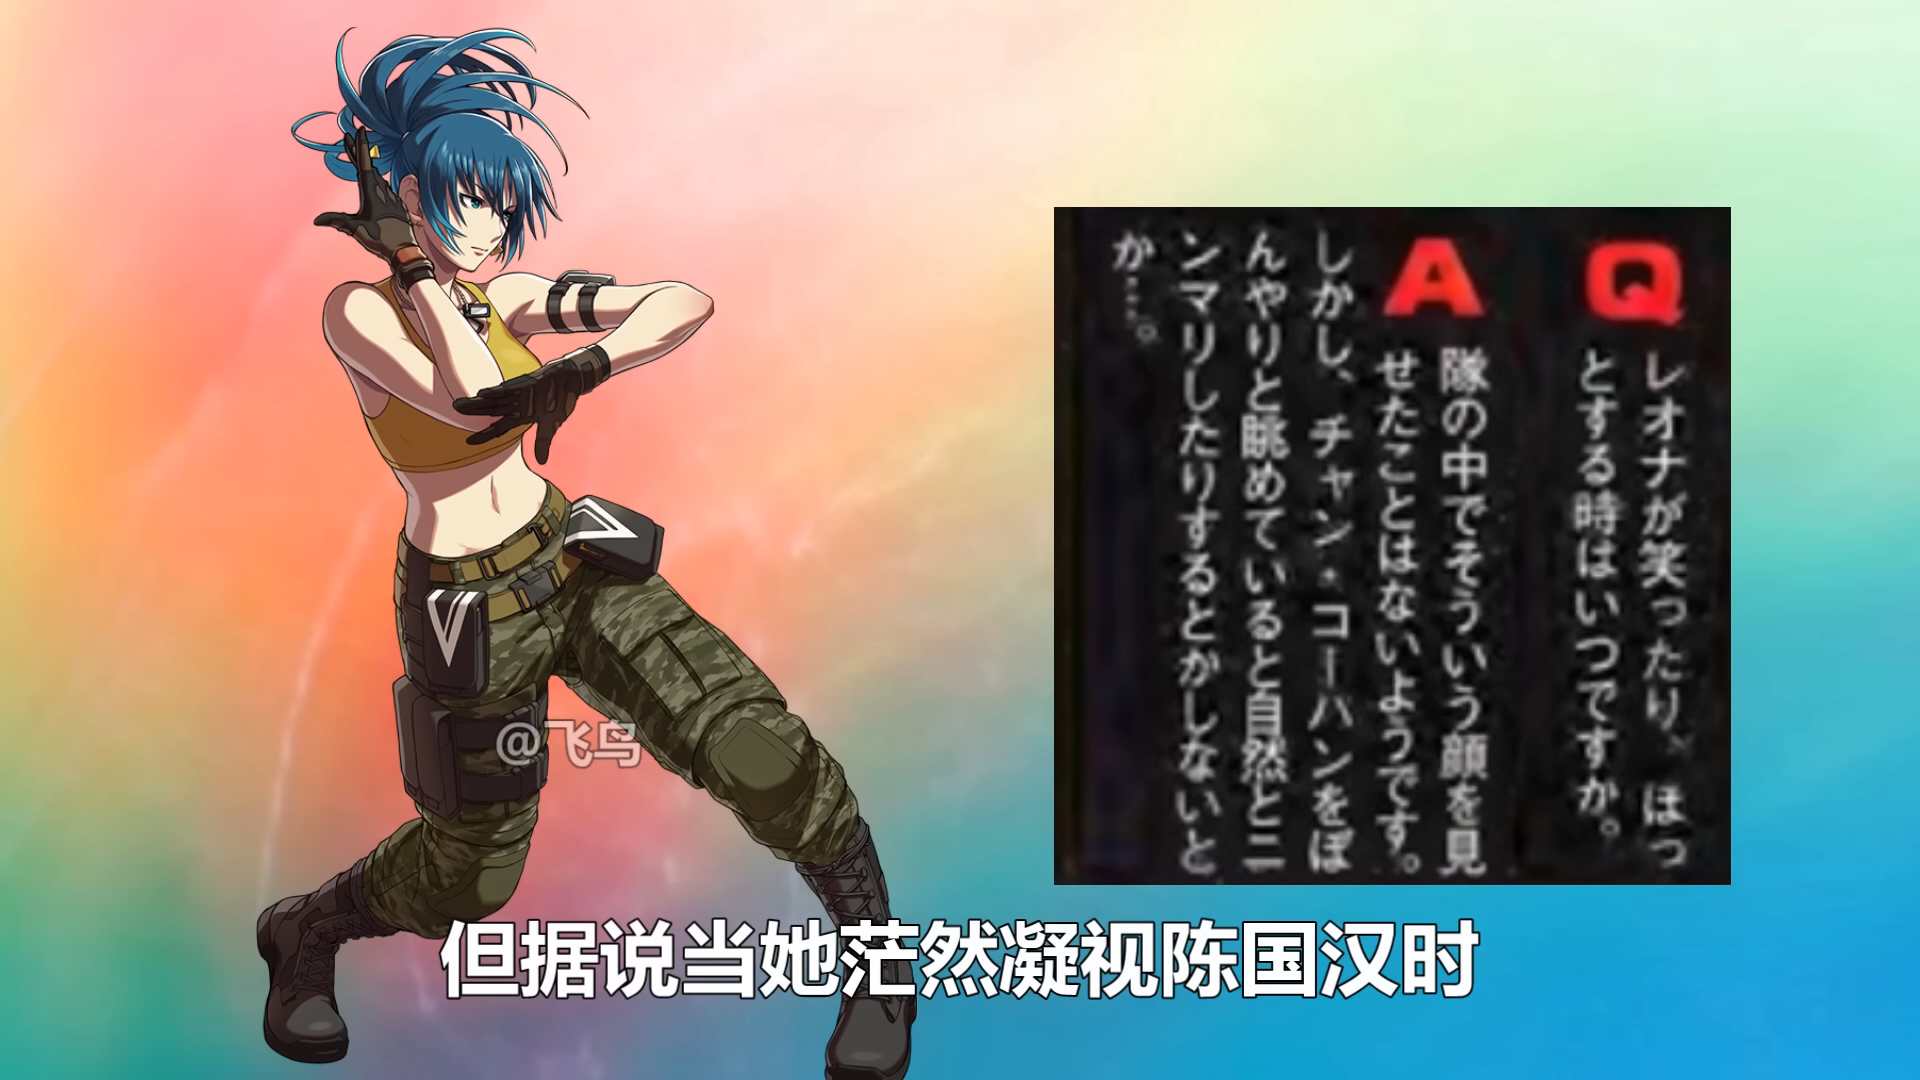 Q
レオナが笑ったり、ほっ
とする時はいつですか。
A
隊の中でそういう顔を見
せたことはないようです。
しかし、チャン・コーハンをぼ
んやりと眺めていると自然とニ
ンマリしたりするとかしないと
か…。
@飞鸟
但据说当她茫然凝视陈国汉时